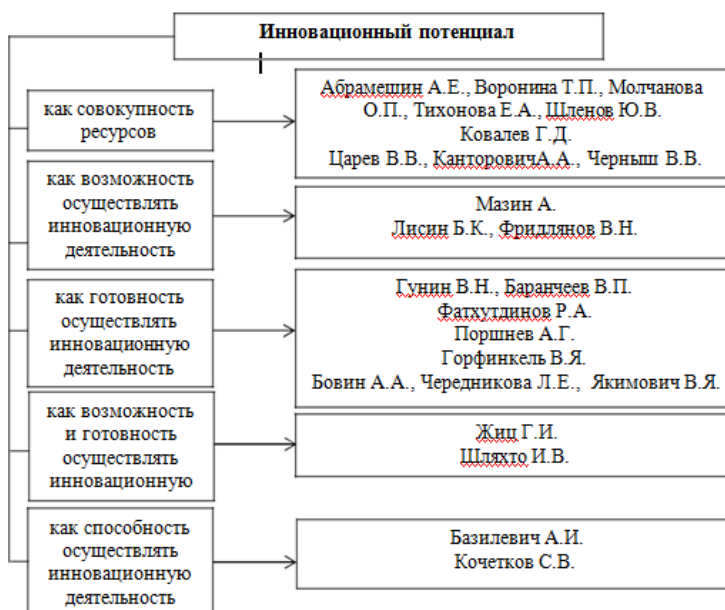 Инновационный потенциал
как совокупность
ресурсов
Абрамешин А.Е., Воронина Т.П., Молчанова
О.П., Тихонова Е.А., Шленов Ю.В.
Ковалев Г.Д.
Царев В.В., КанторовичА.А., Черныш В.В.
как возможность
осуществлять
инновационную
деятельность
Мазин А.
Лисин Б.К., Фридлянов В.Н.
как готовность
осуществлять
инновационную
деятельность
Гунин В.Н., Баранчеев В.П.
Фатхутдинов Р.А.
Поршнев А.Г.
Горфинкель В.Я.
Бовин А.А., Чередникова Л.Е., Якимович В.Я.
как возможность
и готовность
осуществлять
инновационную
Жиц Г.И.
Шляхто И.В.
как способность
осуществлять
инновационную
деятельность
Базилевич А.И.
Кочетков С.В.